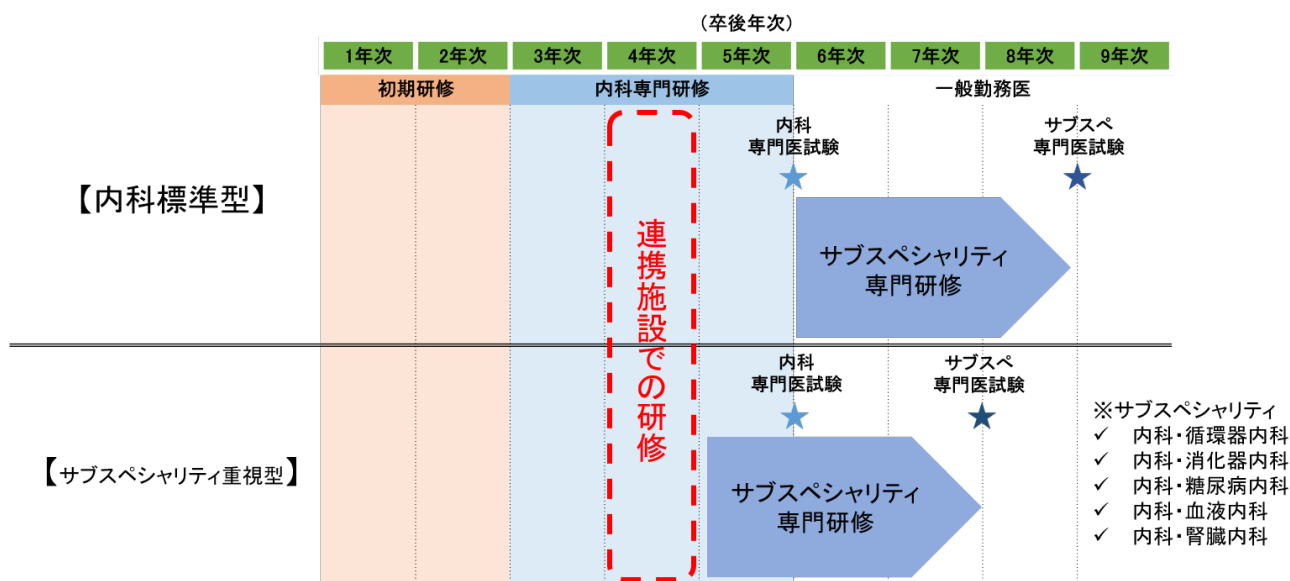 (卒後年次)
1年次 2年次 3年次 4年次 5年次 6年次 7年次 8年次 9年次
初期研修 内科専門研修 一般勤務医
【内科標準型】
内科
専門医試験
サブスペ
専門医試験
サブスペシャリティ
専門研修
連携施設での研修
【サブスペシャリティ重視型】
内科
専門医試験
サブスペ
専門医試験
サブスペシャリティ
専門研修
※サブスペシャリティ
✓ 内科・循環器内科
✓ 内科・消化器内科
✓ 内科・糖尿病内科
✓ 内科・血液内科
✓ 内科・腎臓内科